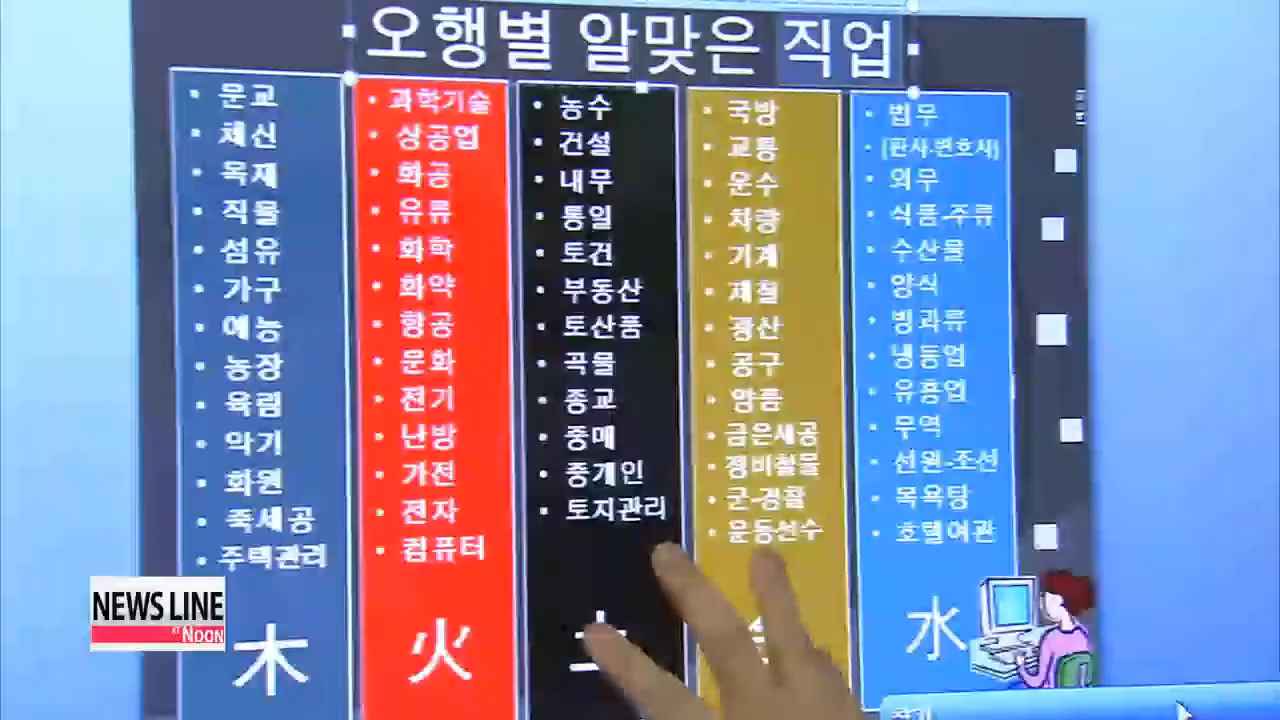 오행별 알맞은 직업
문교
체신
목재
직물
섬유
가구
예능
농장
육림
악기
화원
죽세공
주택관리
木
과학기술
상공업
화공
유류
화학
화약
항공
문화
전기
난방
가전
전자
컴퓨터
火
농수
건설
내무
통일
토건
부동산
토산품
곡물
종교
중매
중개인
토지관리
국방
교통
운수
차량
기계
제철
광산
공구
금은세공
정비철물
군-경찰
운동선수
법무
(판사-변호사)
외무
식품-주류
수산물
양식
빙과류
냉동업
유흥업
무역
선원-조선
목욕탕
호텔여관
水
NEWS LINE
AT NOON